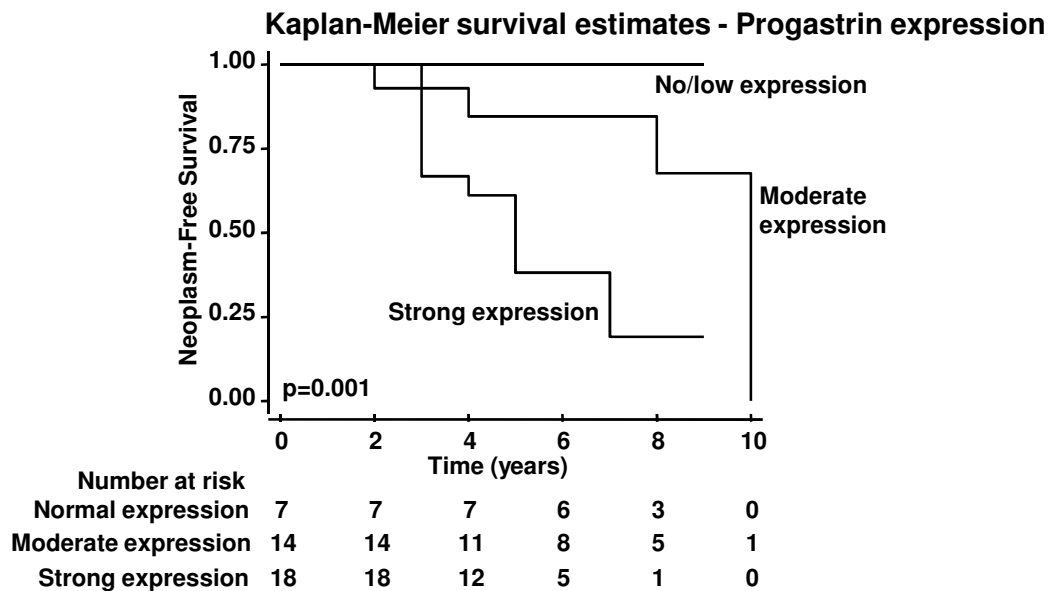 Kaplan-Meier survival estimates - Progastrin expression
1.00
No/low expression
0.75
Moderate
expression
0.50
Neoplasm-Free Survival
0.25
Strong expression
0.00
p=0.001
0 2 4 6 8 10
Time (years)
Number at risk
Normal expression 7 7 7 6 3 0
Moderate expression 14 14 11 8 5 1
Strong expression 18 18 12 5 1 0